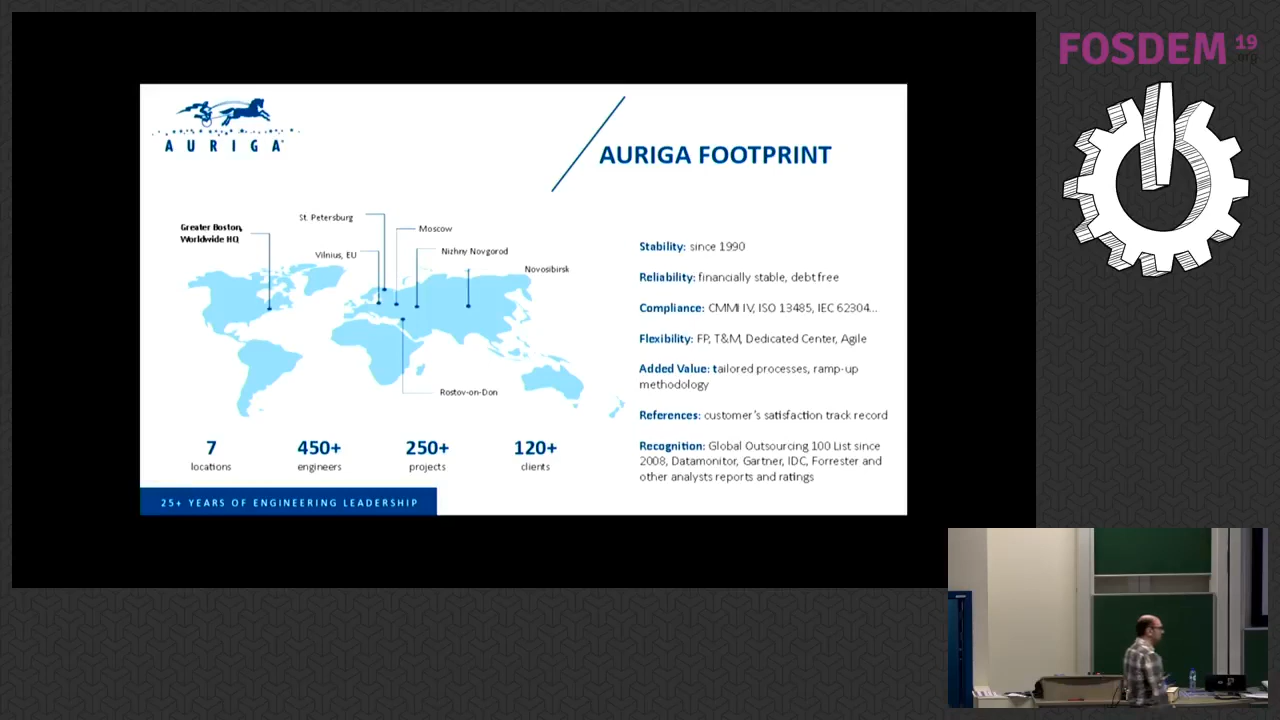 FOSDEM 19
.org
AURIGA
AURIGA FOOTPRINT
Greater Boston,
Worldwide HQ
St. Petersburg
Vilnius, EU
Moscow
Nizhny Novgorod
Novosibirsk
Rostov-on-Don
7
locations
450+
engineers
250+
projects
120+
clients
25+ YEARS OF ENGINEERING LEADERSHIP
Stability: since 1990
Reliability: financially stable, debt free
Compliance: CMMI IV, ISO 13485, IEC 62304...
Flexibility: FP, T&M, Dedicated Center, Agile
Added Value: tailored processes, ramp-up
methodology
References: customer's satisfaction track record
Recognition: Global Outsourcing 100 List since
2008, Datamonitor, Gartner, IDC, Forrester and
other analysts reports and ratings